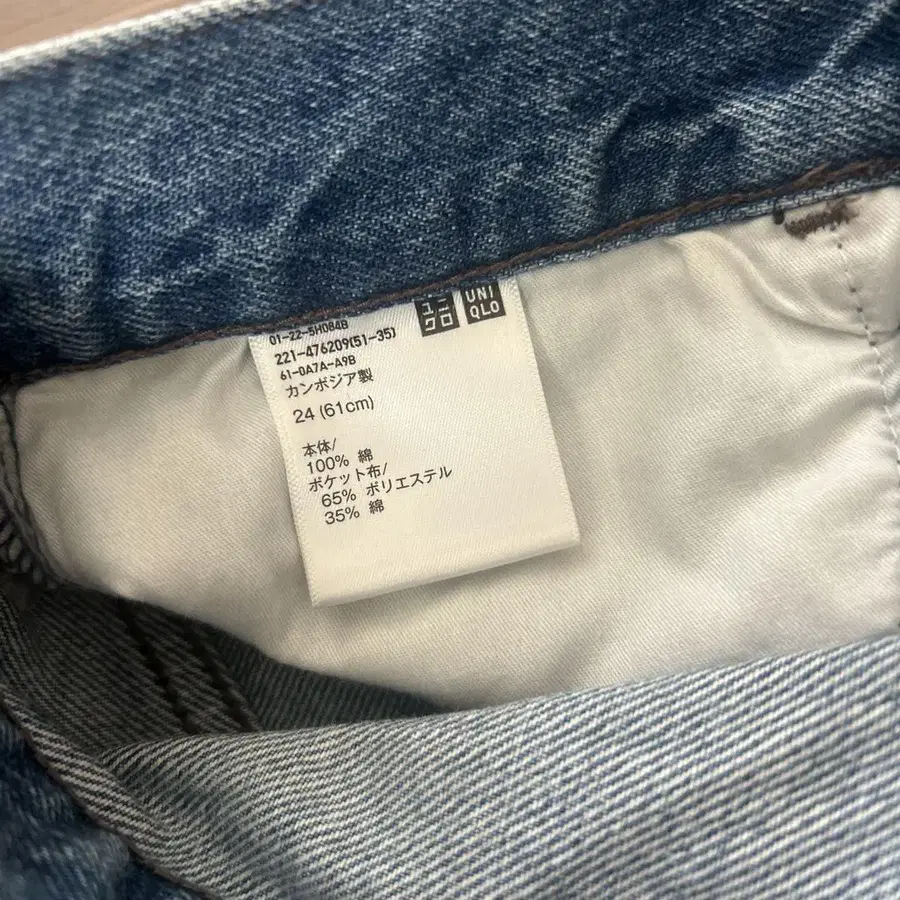 ユニクロ
UNIQLO
01-22-5HD84B
221-476209(51-35)
61-0A7A-A9B
カンボジア製
24 (61cm)
本体/
100% 綿
ポケット布/
65% ポリエステル
35% 綿